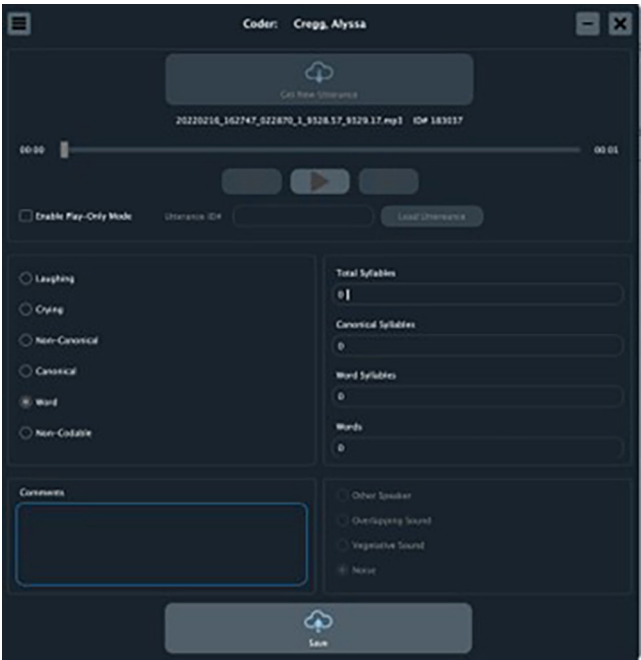 Coder: Cregg, Alyssa
Get New Utterance
20220216_162747_022870_1_9328.57_9329.17.mp3 ID# 183037
00:00 00:01
Enable Play-Only Mode Utterance ID# Load Utterance
Laughing
Crying
Non-Canonical
Canonical
Word
Non-Codable
Total Syllables
0
Canonical Syllables
0
Word Syllables
0
Words
0
Comments
Other Speaker
Overlapping Sound
Vegetative Sound
Noise
Save